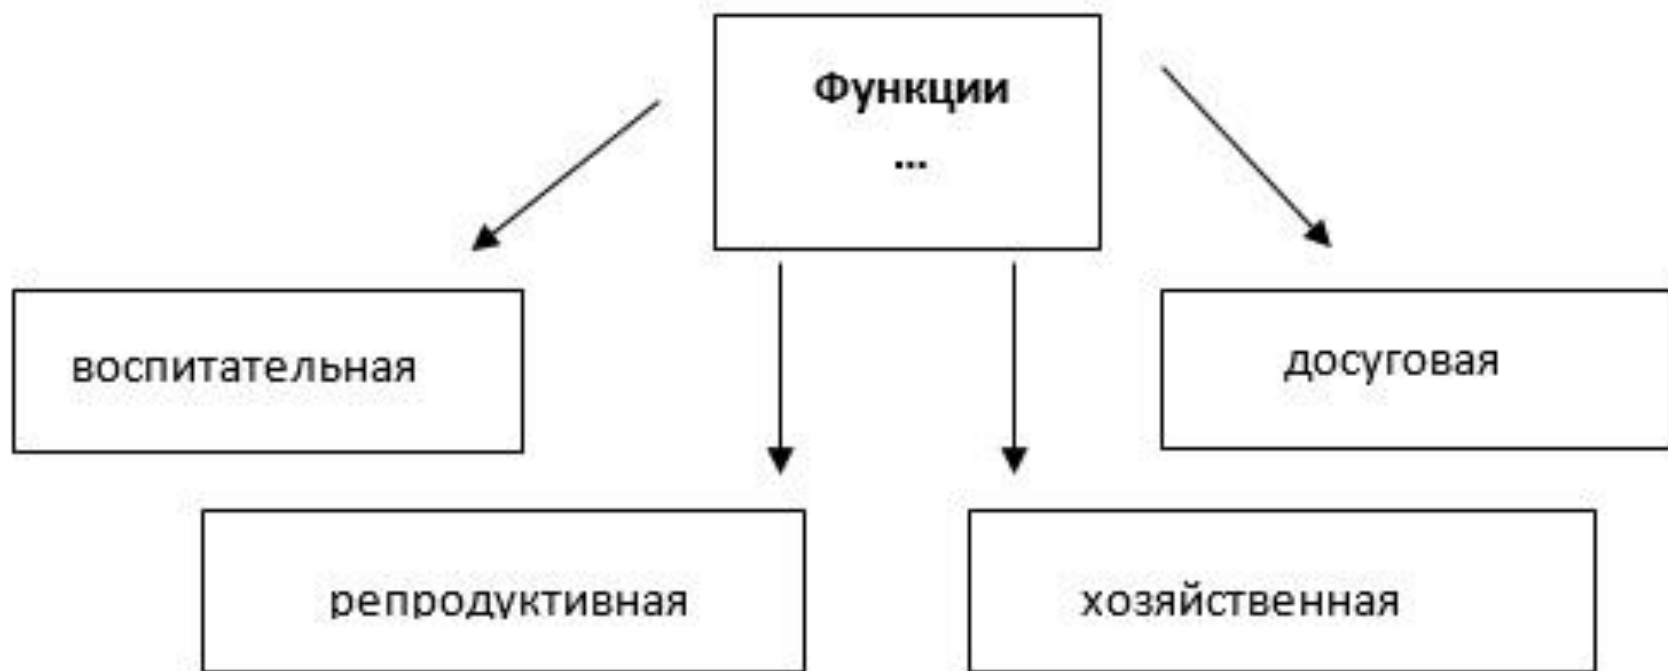 Функции
...
воспитательная
досуговая
репродуктивная
хозяйственная